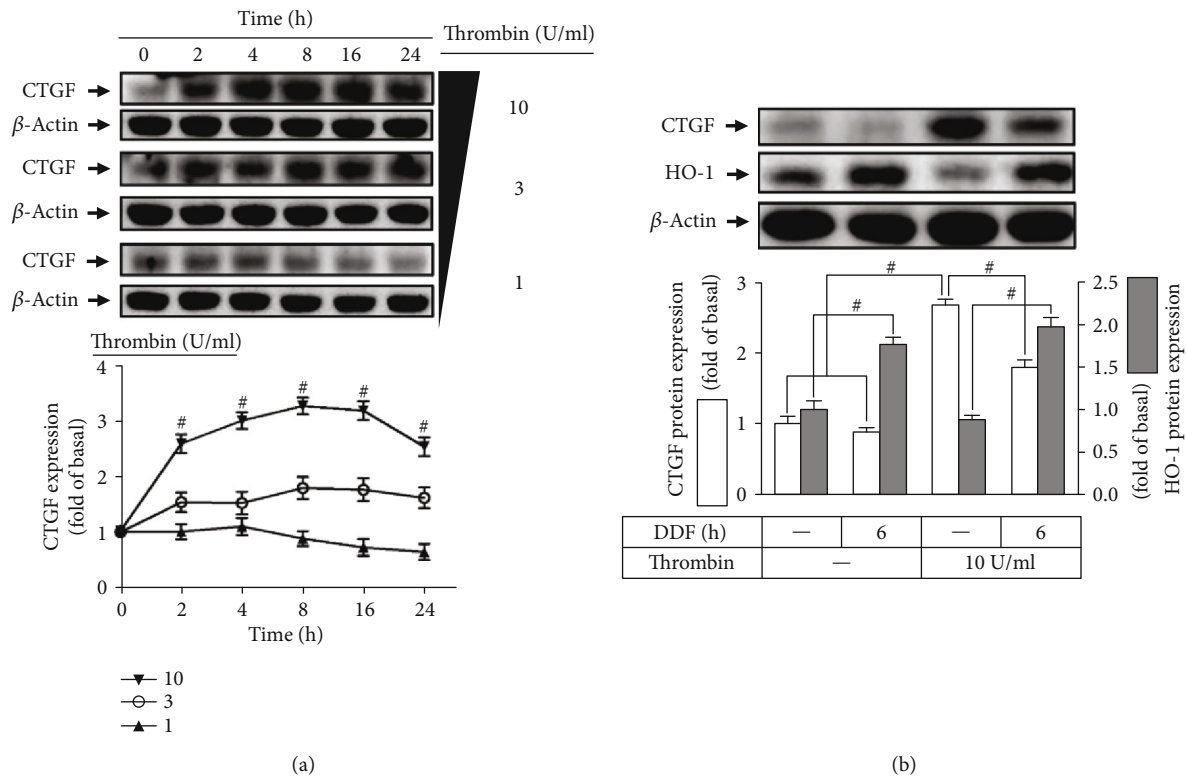 Time (h)
Thrombin (U/ml)
0 2 4 8 16 24
CTGF
β-Actin
10
CTGF
β-Actin
3
CTGF
β-Actin
1
Thrombin (U/ml)
CTGF expression
(fold of basal)
4
3
2
1
0
# # # # #
0 2 4 8 16 24
Time (h)
10
3
1
(a)
CTGF
HO-1
β-Actin
CTGF protein expression
(fold of basal)
3
2
1
0
# # # #
2.5
2.0
1.5
1.0
0.5
0.0
(fold of basal)
HO-1 protein expression
DDF (h) — 6 — 6
Thrombin — 10 U/ml
(b)